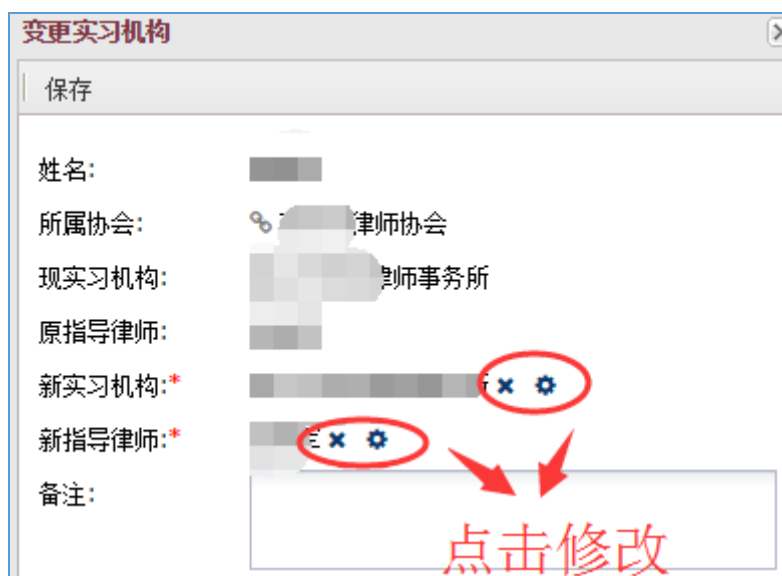 变更实习机构
保存
姓名:
所属协会: 律师协会
现实习机构: 律师事务所
原指导律师:
新实习机构:*
新指导律师:*
备注:
点击修改